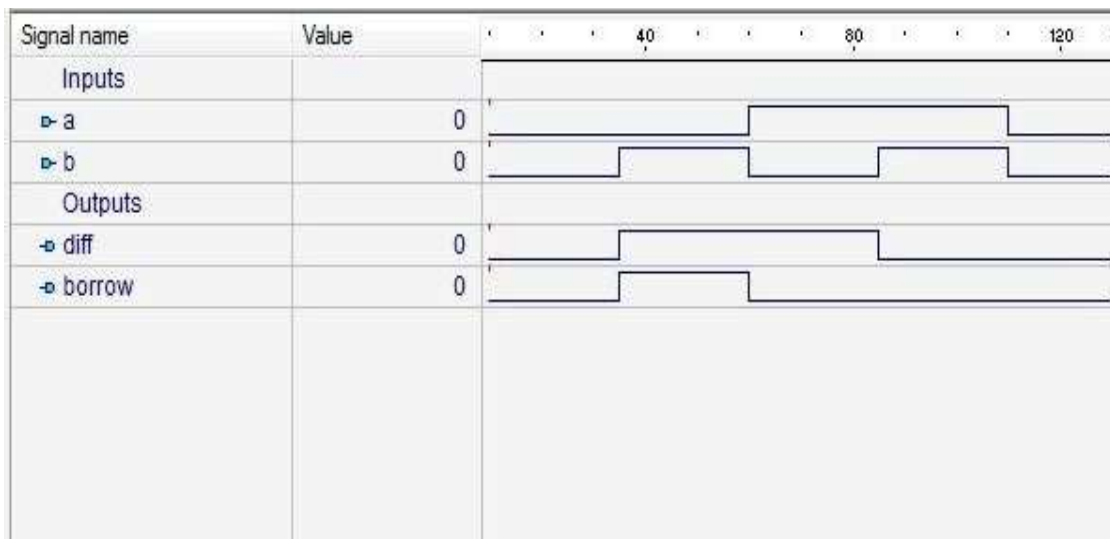 Signal name Value 40 80 120
Inputs
a 0
b 0
Outputs
diff 0
borrow 0